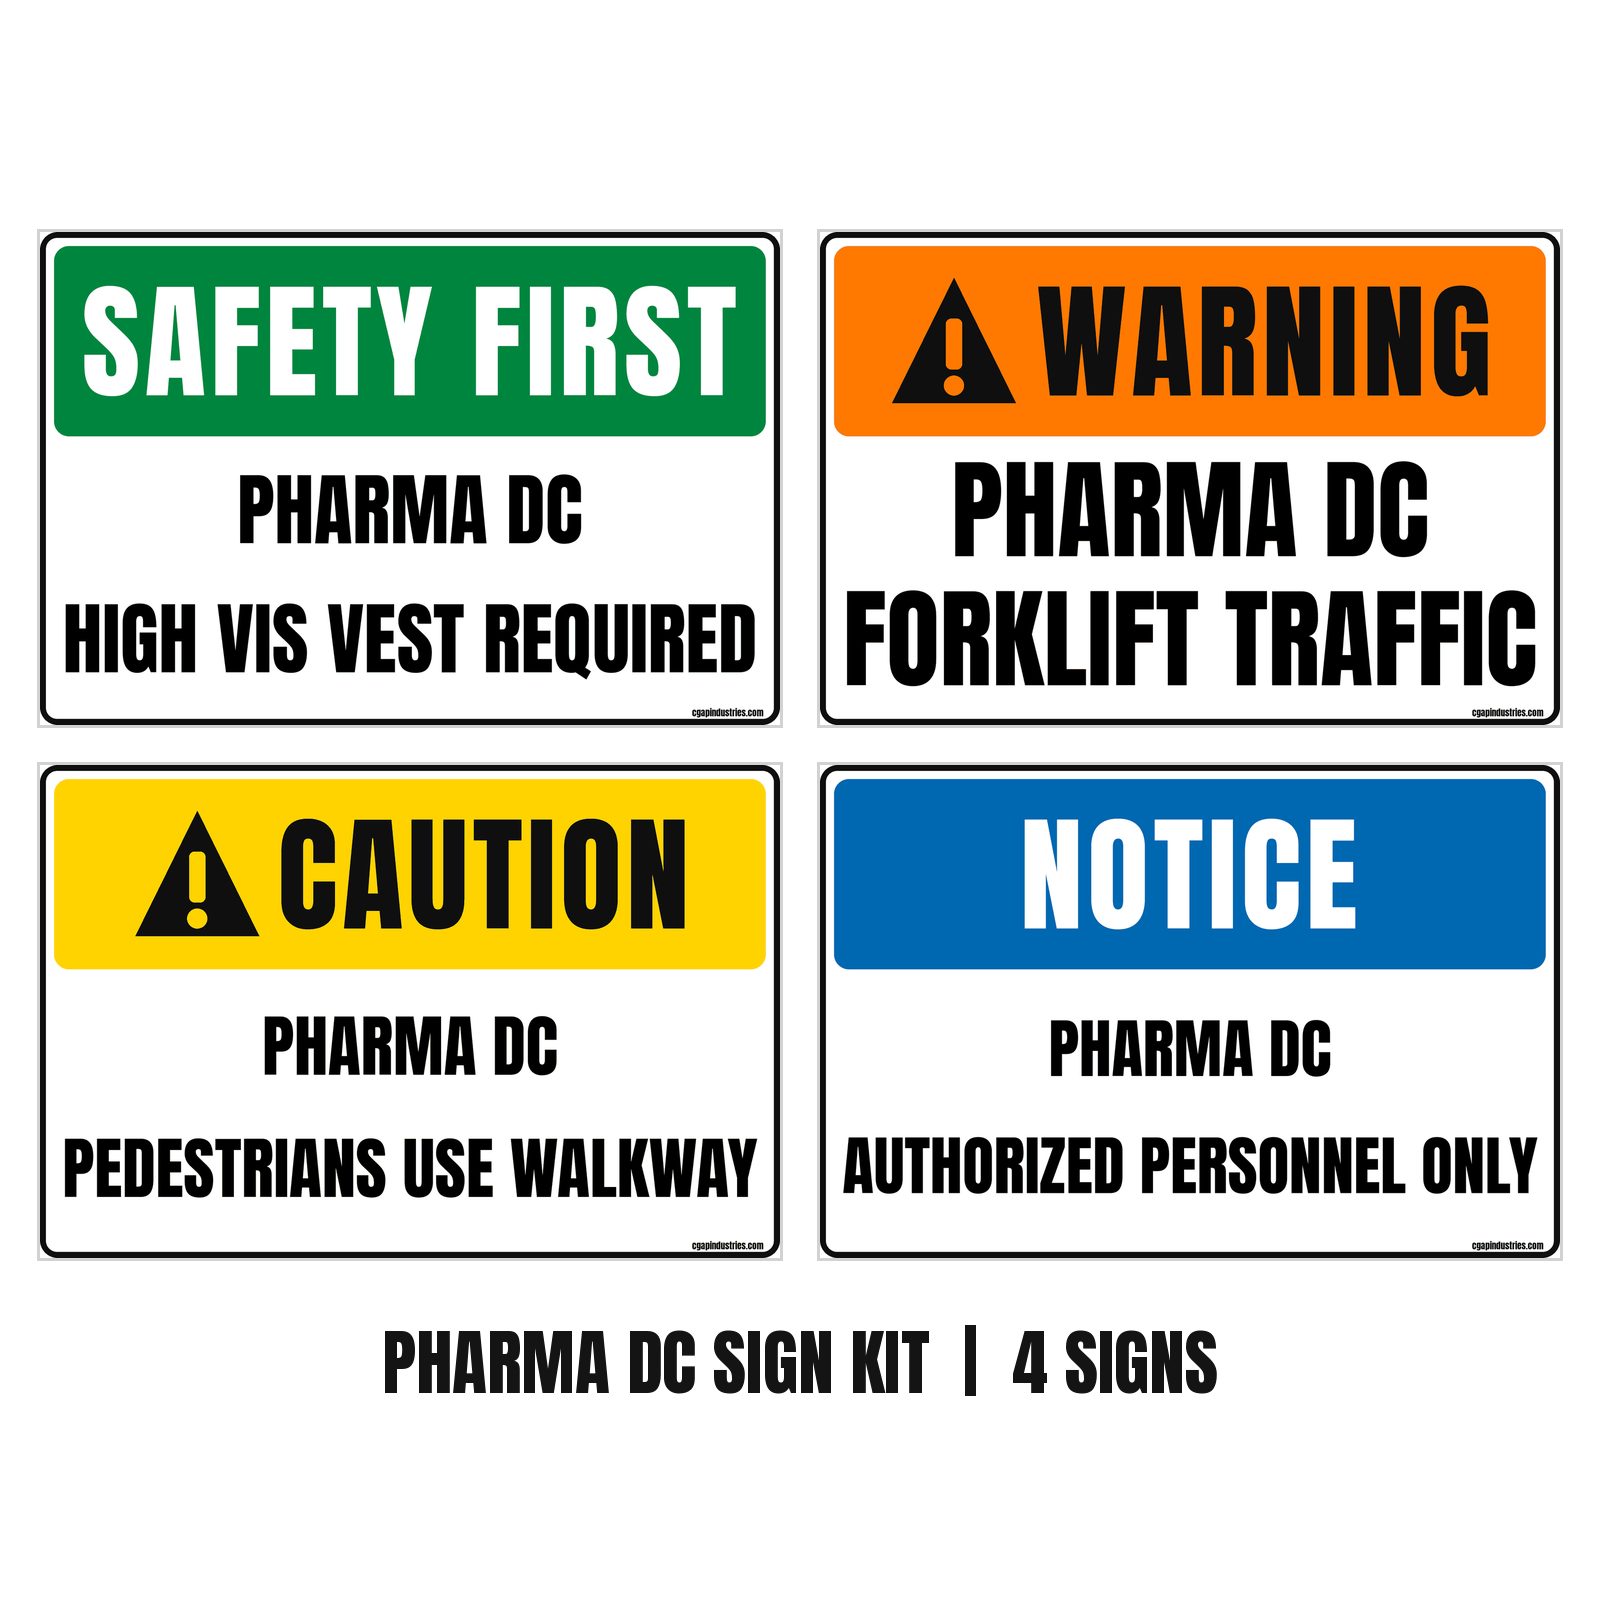 SAFETY FIRST
PHARMA DC
HIGH VIS VEST REQUIRED
cgapindustries.com
WARNING
PHARMA DC
FORKLIFT TRAFFIC
cgapindustries.com
CAUTION
PHARMA DC
PEDESTRIANS USE WALKWAY
cgapindustries.com
NOTICE
PHARMA DC
AUTHORIZED PERSONNEL ONLY
cgapindustries.com
PHARMA DC SIGN KIT | 4 SIGNS